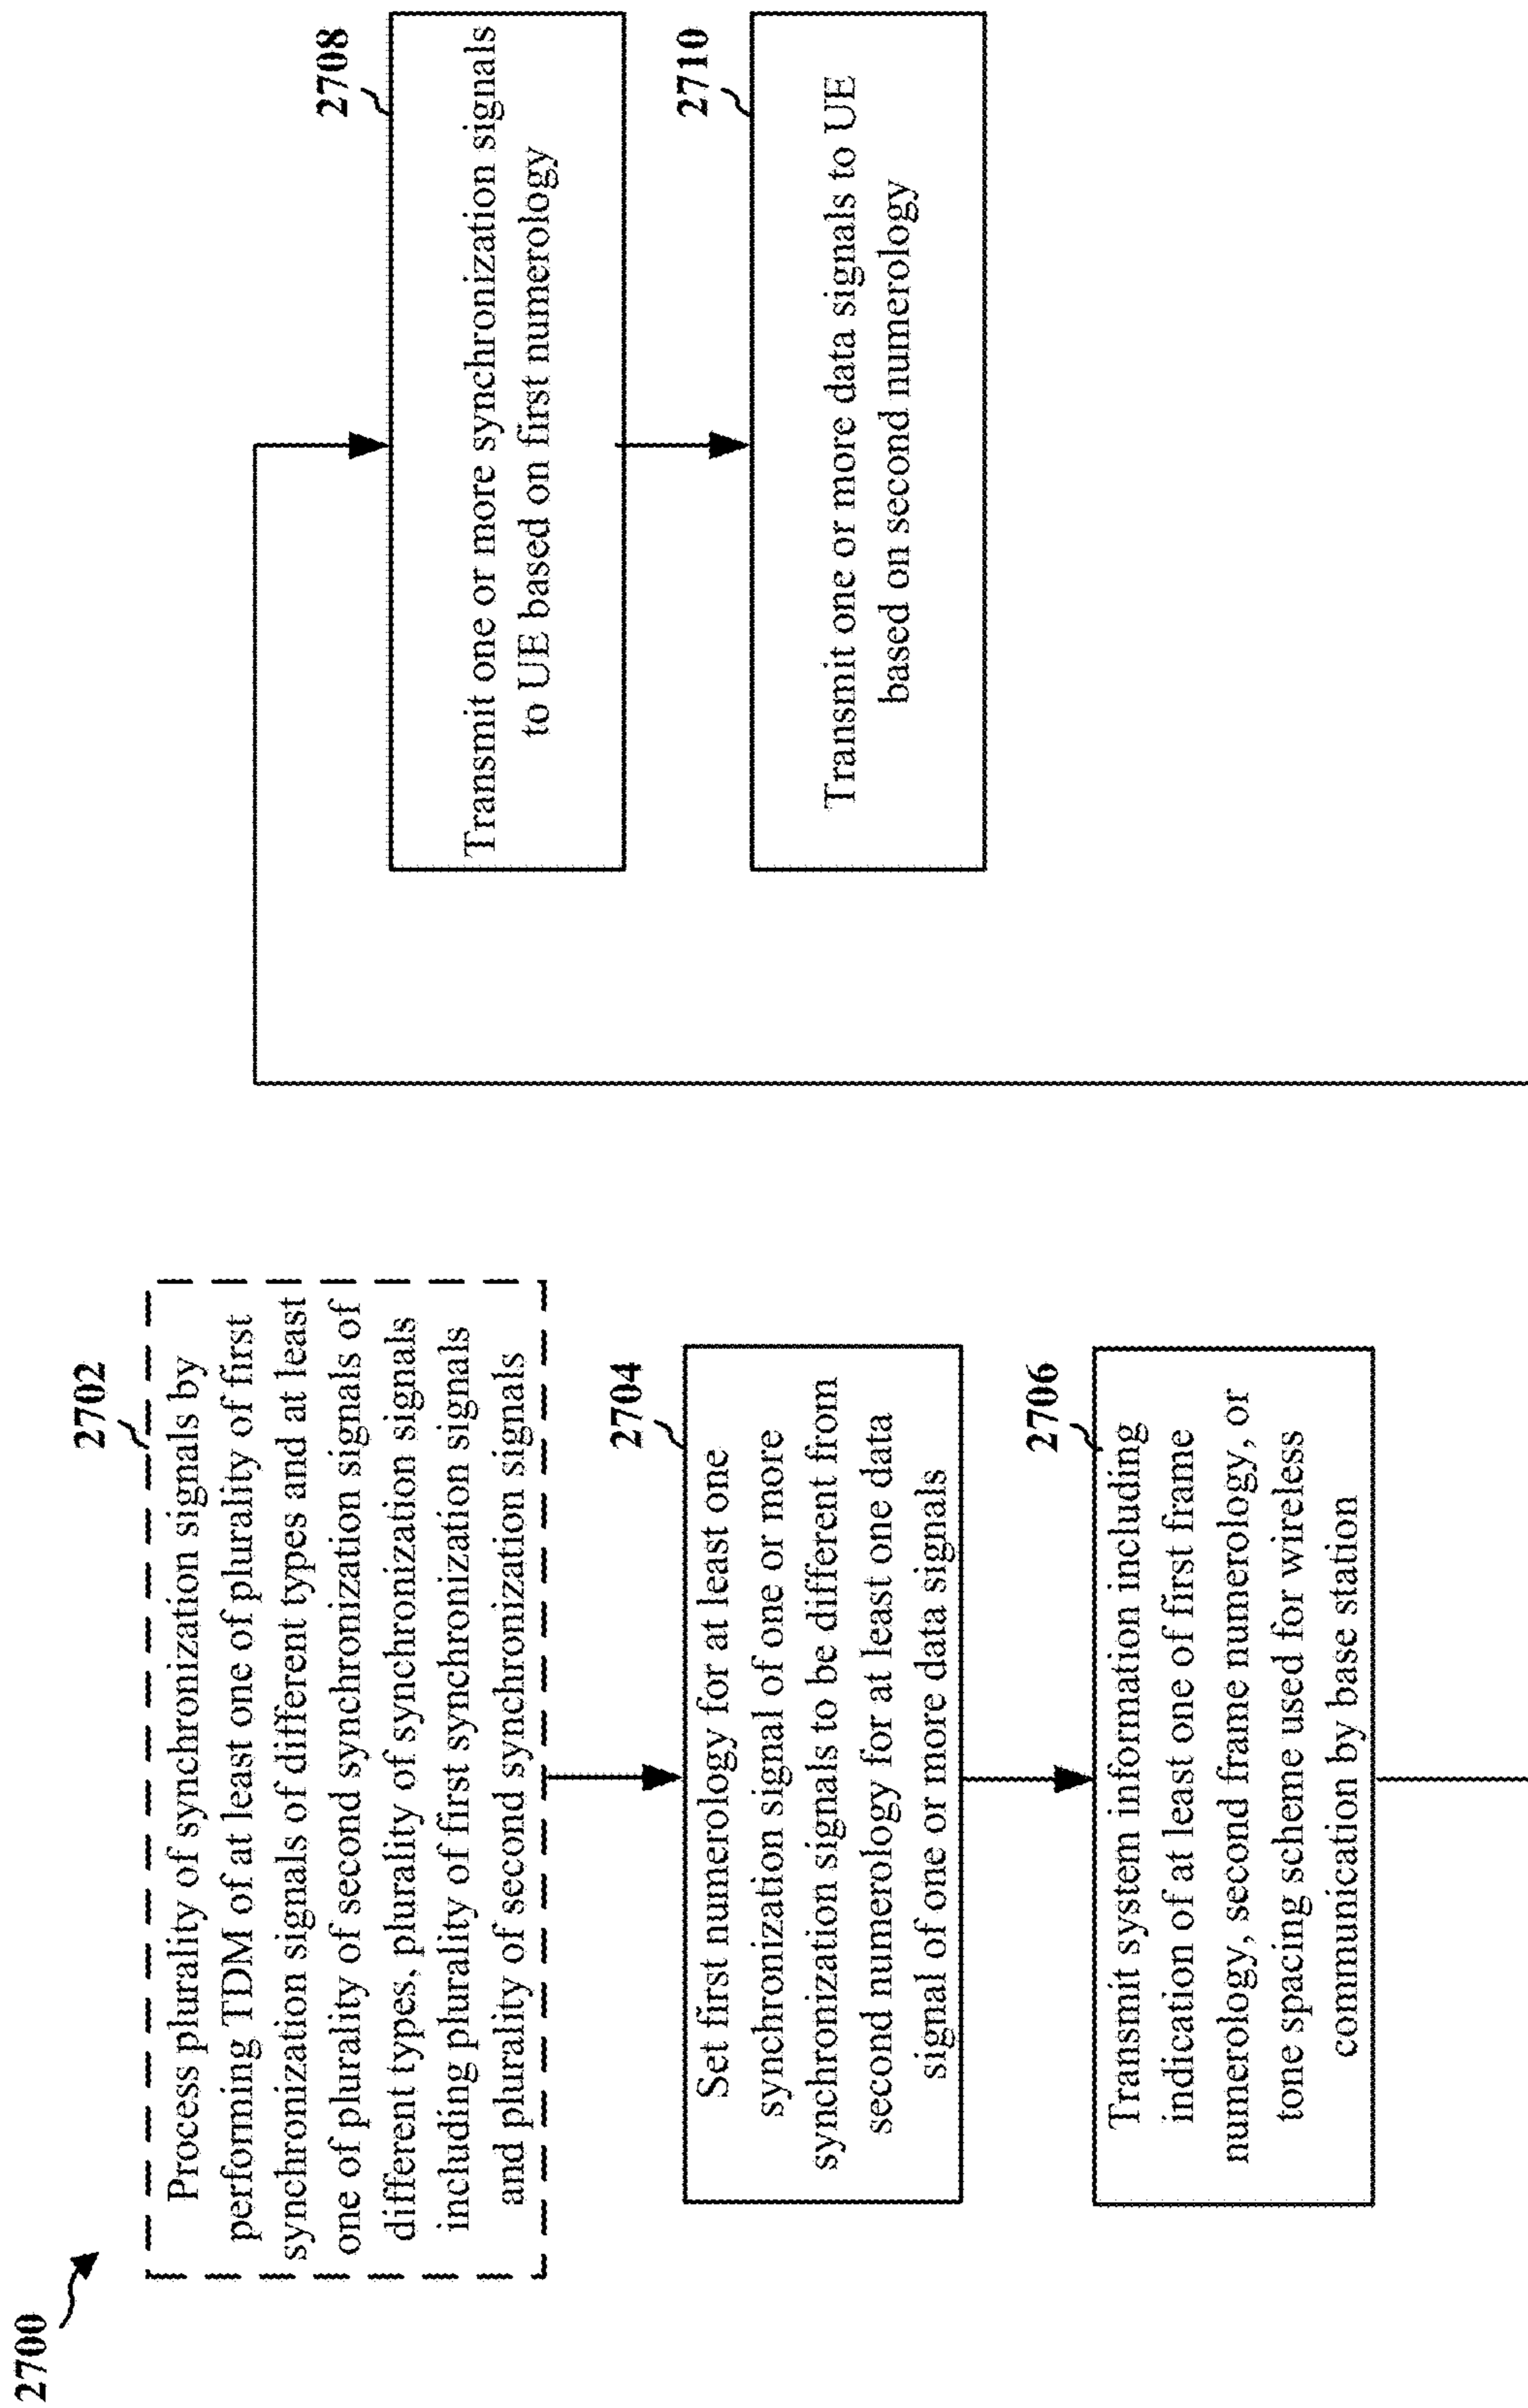 2700
2702
Process plurality of synchronization signals by
performing TDM of at least one of plurality of first
synchronization signals of different types and at least
one of plurality of second synchronization signals of
different types, plurality of synchronization signals
including plurality of first synchronization signals
and plurality of second synchronization signals
2704
Set first numerology for at least one
synchronization signal of one or more
synchronization signals to be different from
second numerology for at least one data
signal of one or more data signals
2706
Transmit system information including
indication of at least one of first frame
numerology, second frame numerology, or
tone spacing scheme used for wireless
communication by base station
2708
Transmit one or more synchronization signals
to UE based on first numerology
2710
Transmit one or more data signals to UE
based on second numerology